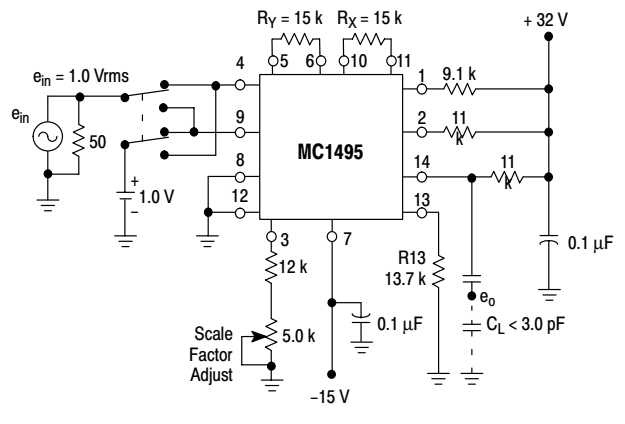 R_Y = 15 k
R_X = 15 k
+ 32 V
e_in = 1.0 Vrms
e_in
50
+
1.0 V
−
4
5
6
10
11
1
9.1 k
9
2
11
k
MC1495
8
14
11
k
12
13
3
7
12 k
R13
13.7 k
0.1 μF
e_o
Scale
Factor
Adjust
5.0 k
0.1 μF
C_L < 3.0 pF
−15 V